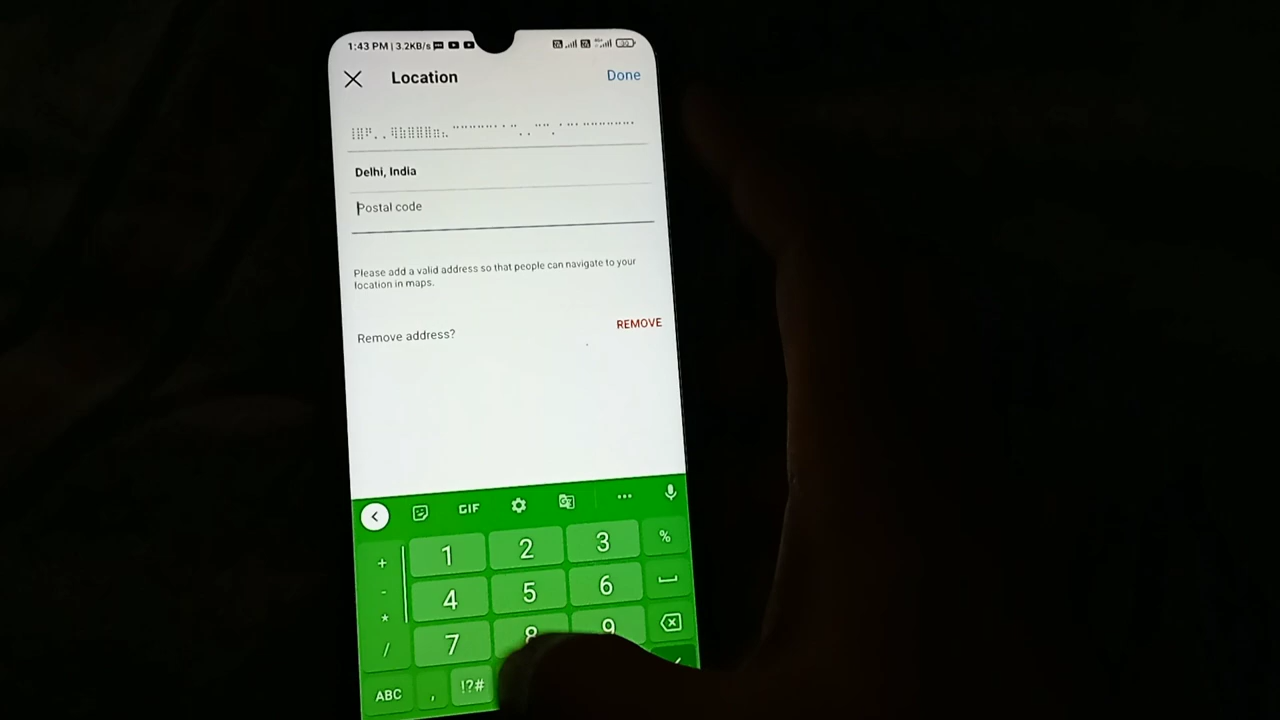 1:43 PM | 3.2KB/s
Location
Done
Delhi, India
Postal code
Please add a valid address so that people can navigate to your
location in maps.
Remove address?
REMOVE
GIF
+ 1 2 3 %
- 4 5 6
*
/ 7 8 9
ABC , !?#